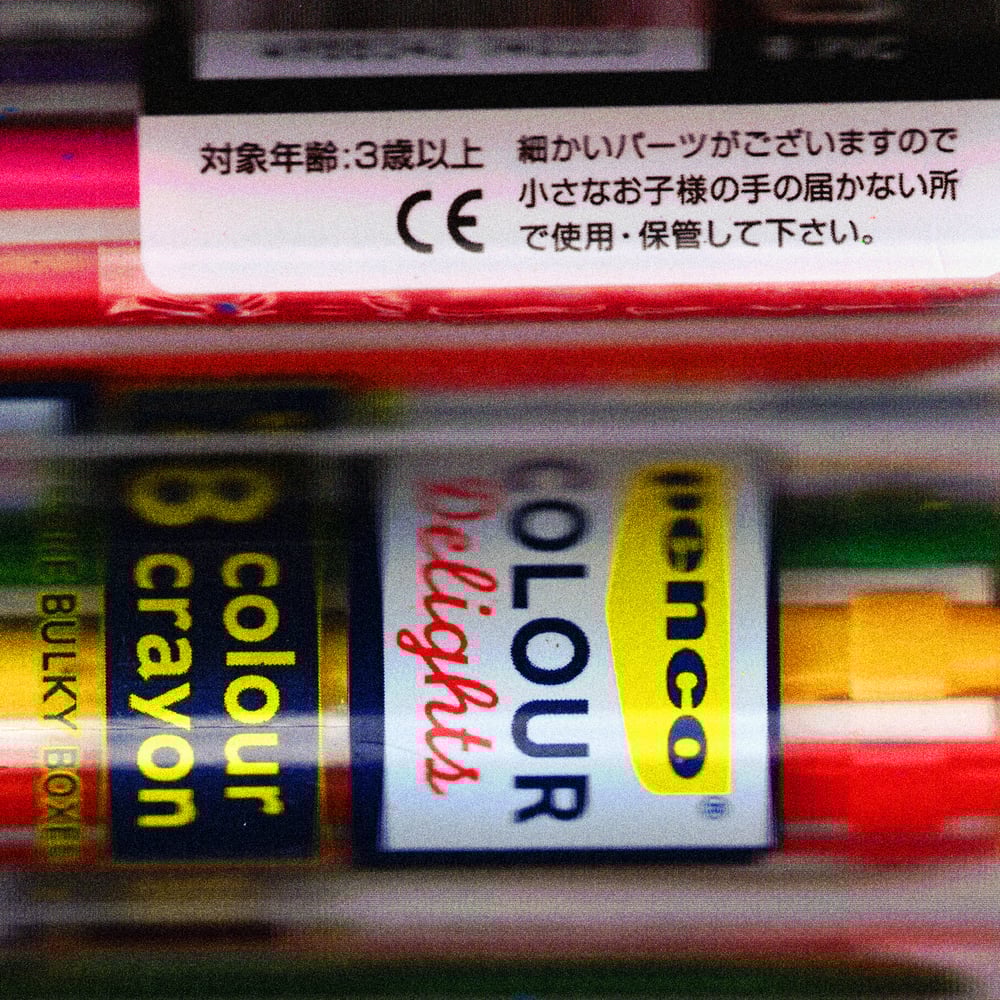 対象年齢:3歳以上
CE
細かいパーツがございますので
小さなお子様の手の届かない所
で使用・保管して下さい。
penco
®
COLOUR
Delights
8
colour
crayon
BULKY BOXED